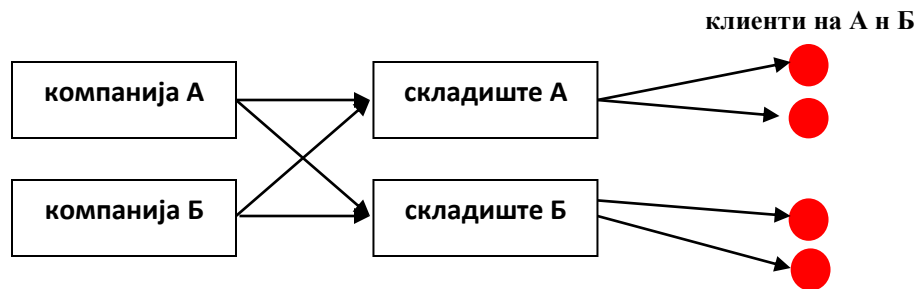 клиенти на А н Б
компанија А
складиште А
компанија Б
складиште Б